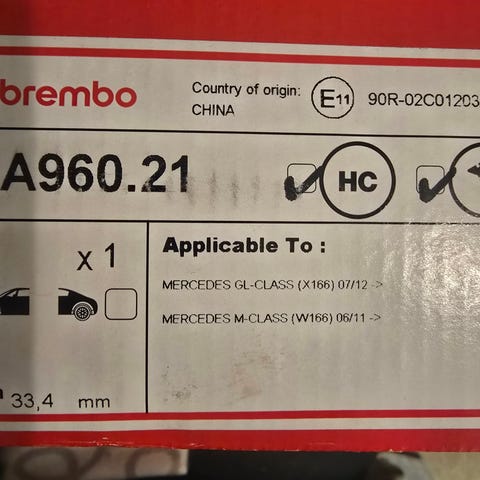 brembo
Country of origin:
CHINA
E11
90R-02C01203
A960.21
HC
x 1
Applicable To :
MERCEDES GL-CLASS (X166) 07/12 ->
MERCEDES M-CLASS (W166) 06/11 ->
33,4 mm